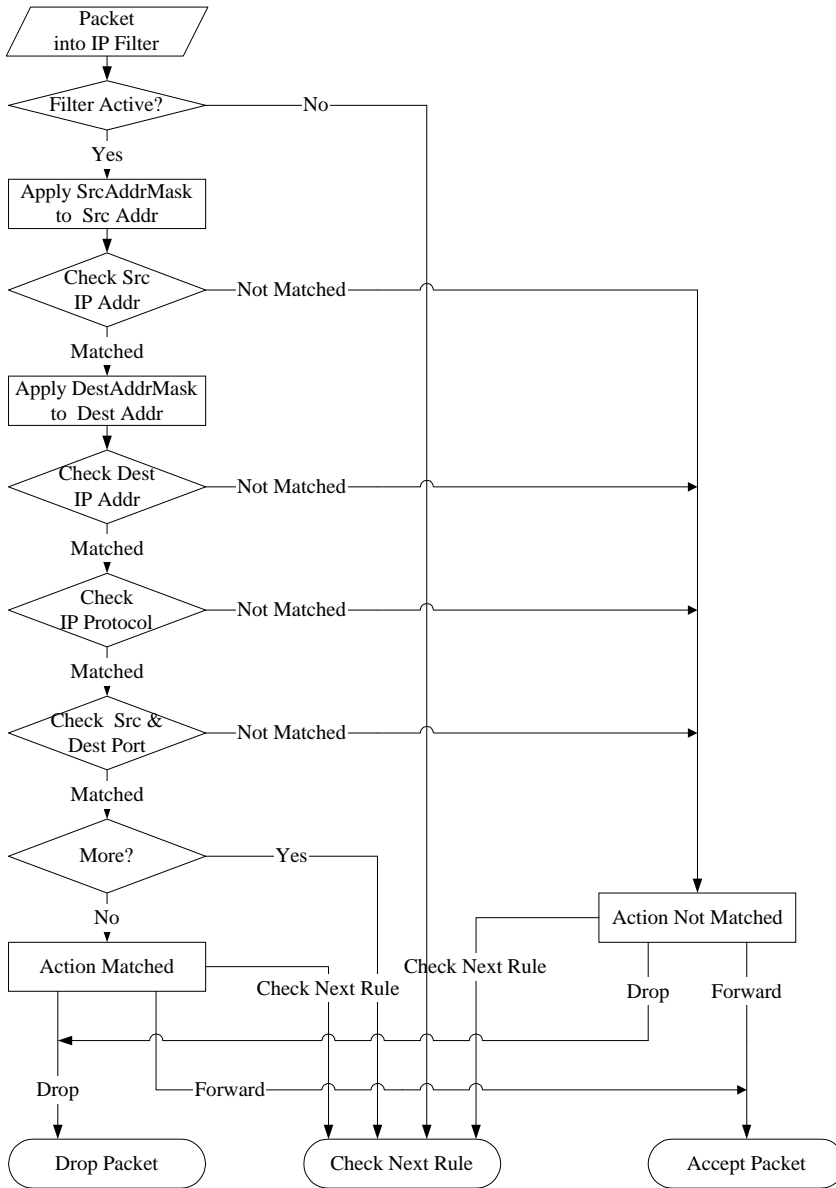 Packet
into IP Filter
Filter Active?
No
Yes
Apply SrcAddrMask
to Src Addr
Check Src
IP Addr
Not Matched
Matched
Apply DestAddrMask
to Dest Addr
Check Dest
IP Addr
Not Matched
Matched
Check
IP Protocol
Not Matched
Matched
Check Src &
Dest Port
Not Matched
Matched
More?
Yes
No
Action Not Matched
Action Matched
Check Next Rule
Check Next Rule
Drop
Forward
Drop
Forward
Drop Packet
Check Next Rule
Accept Packet